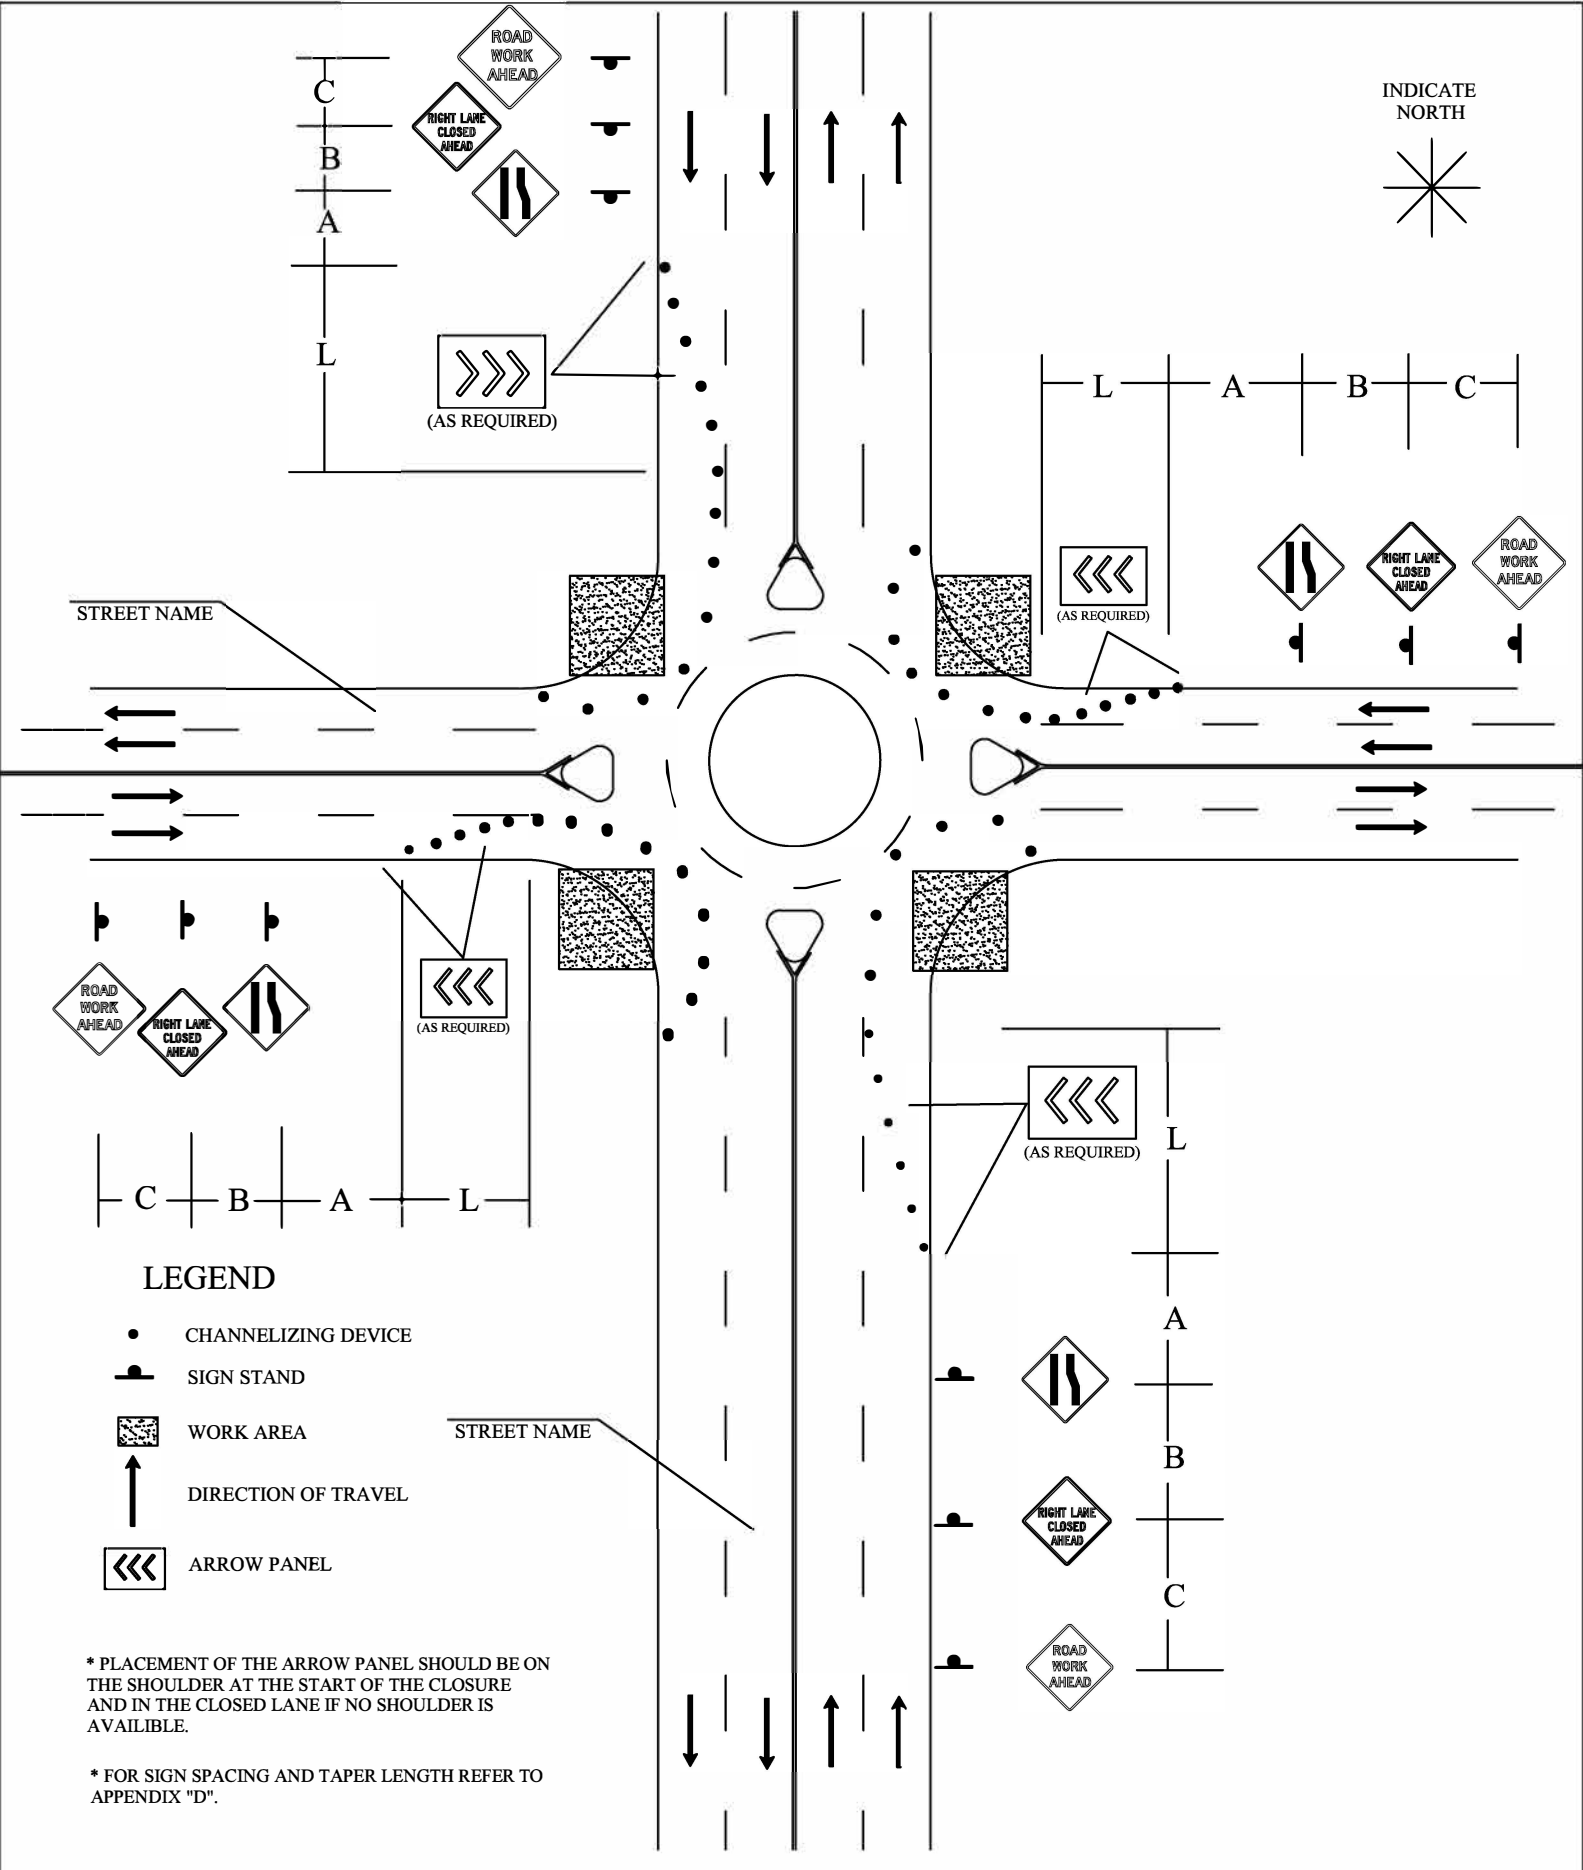 ROAD
WORK
AHEAD
C
RIGHT LANE
CLOSED
AHEAD
B
A
L
(AS REQUIRED)
INDICATE
NORTH
L A B C
(AS REQUIRED)
RIGHT LANE
CLOSED
AHEAD
ROAD
WORK
AHEAD
STREET NAME
ROAD
WORK
AHEAD
RIGHT LANE
CLOSED
AHEAD
(AS REQUIRED)
C B A L
(AS REQUIRED)
L
A
B
RIGHT LANE
CLOSED
AHEAD
C
ROAD
WORK
AHEAD
STREET NAME
LEGEND
CHANNELIZING DEVICE
SIGN STAND
WORK AREA
DIRECTION OF TRAVEL
ARROW PANEL
* PLACEMENT OF THE ARROW PANEL SHOULD BE ON
THE SHOULDER AT THE START OF THE CLOSURE
AND IN THE CLOSED LANE IF NO SHOULDER IS
AVAILIBLE.
* FOR SIGN SPACING AND TAPER LENGTH REFER TO
APPENDIX "D".